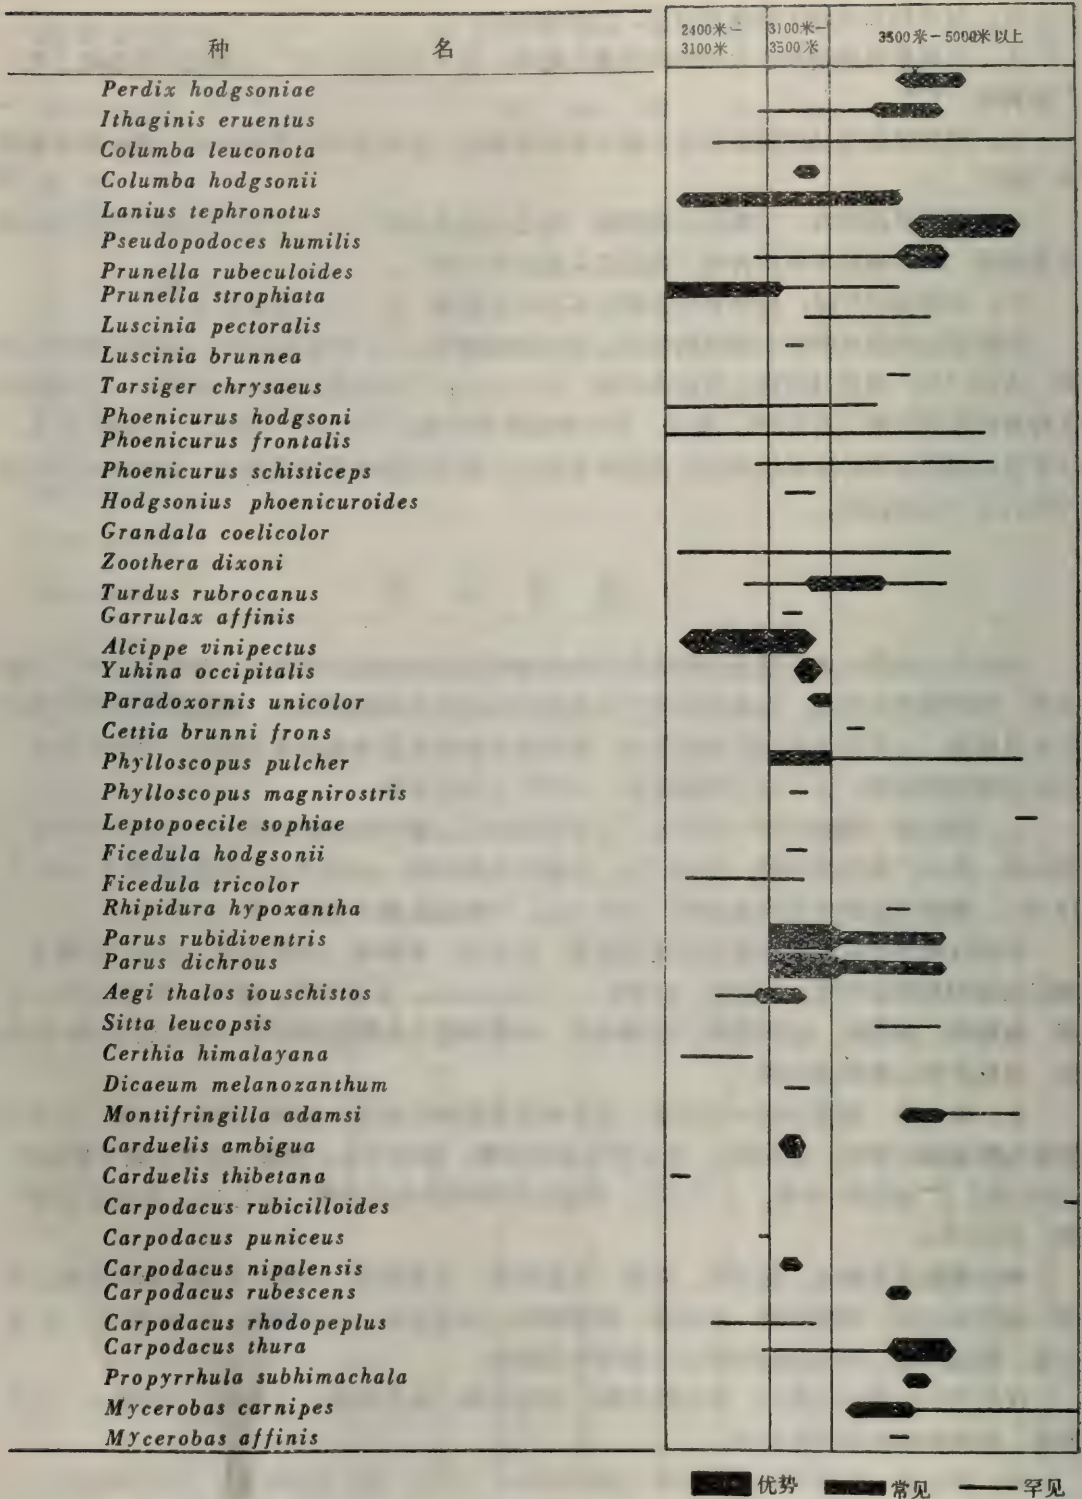 种 名
2400米—
3100米
3100米—
3500米
3500米—5000米以上
Perdix hodgsoniae
Ithaginis eruentus
Columba leuconota
Columba hodgsonii
Lanius tephronotus
Pseudopodoces humilis
Prunella rubeculoides
Prunella strophiata
Luscinia pectoralis
Luscinia brunnea
Tarsiger chrysaeus
Phoenicurus hodgsoni
Phoenicurus frontalis
Phoenicurus schisticeps
Hodgsonius phoenicuroides
Grandala coelicolor
Zoothera dixoni
Turdus rubrocanus
Garrulax affinis
Alcippe vinipectus
Yuhina occipitalis
Paradoxornis unicolor
Cettia brunni frons
Phylloscopus pulcher
Phylloscopus magnirostris
Leptopoecile sophiae
Ficedula hodgsonii
Ficedula tricolor
Rhipidura hypoxantha
Parus rubidiventris
Parus dichrous
Aegi thalos iouschistos
Sitta leucopsis
Certhia himalayana
Dicaeum melanozanthum
Montifringilla adamsi
Carduelis ambigua
Carduelis thibetana
Carpodacus rubicilloides
Carpodacus puniceus
Carpodacus nipalensis
Carpodacus rubescens
Carpodacus rhodopeplus
Carpodacus thura
Propyrrhula subhimachala
Mycerobas carnipes
Mycerobas affinis
优势 常见 罕见